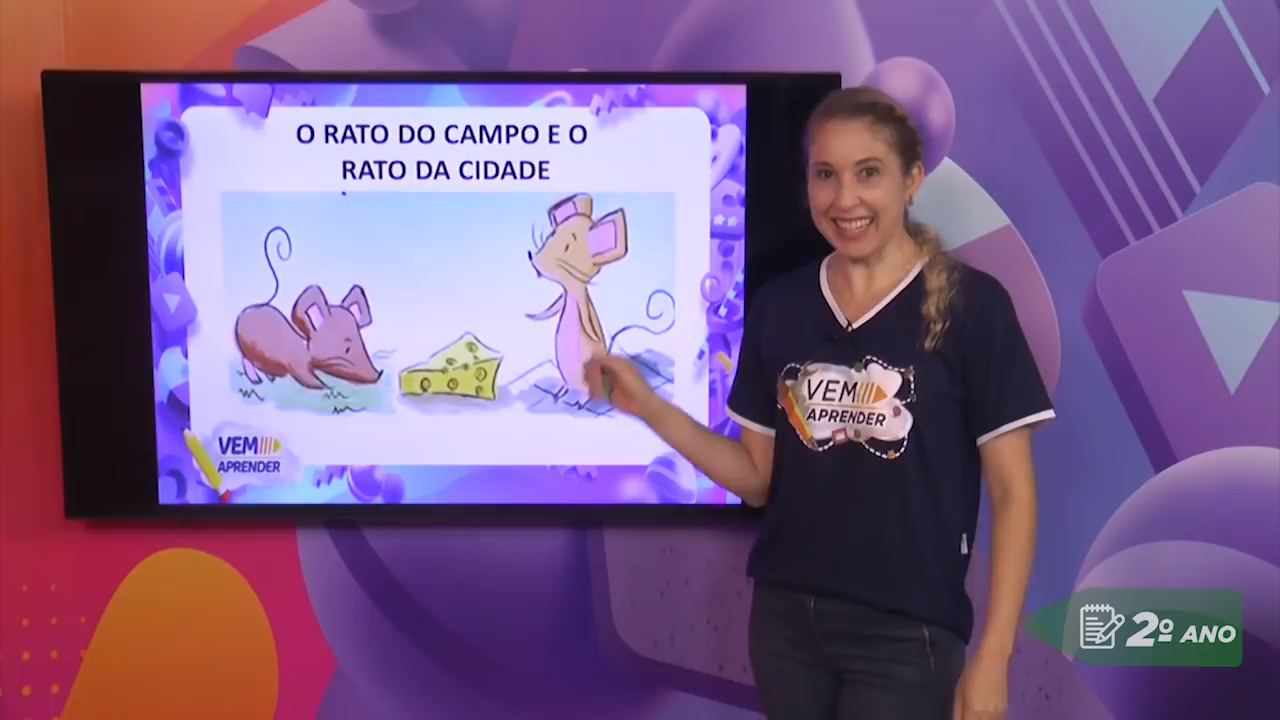 O RATO DO CAMPO E O
RATO DA CIDADE
VEM
APRENDER
VEM
APRENDER
2º ANO